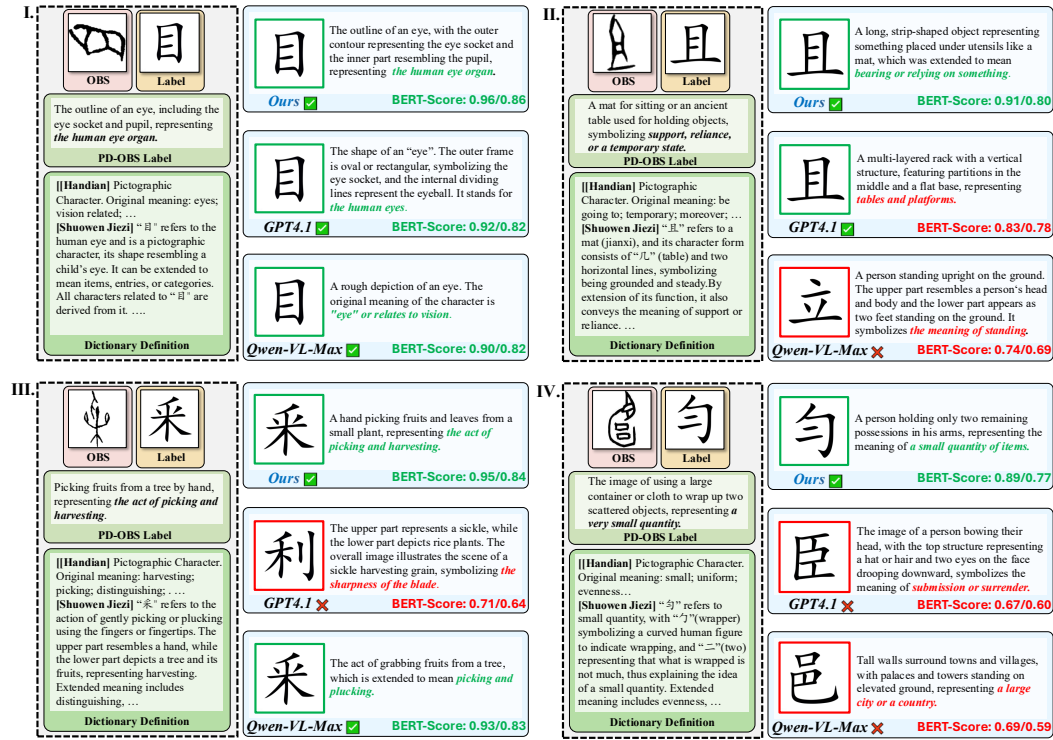 I.
目
OBS
Label
The outline of an eye, including the
eye socket and pupil, representing
the human eye organ.
PD-OBS Label
[[Handian] Pictographic
Character. Original meaning: eyes;
vision related; …
[Shuowen Jiezi] “目" refers to the
human eye and is a pictographic
character, its shape resembling a
child's eye. It can be extended to
mean items, entries, or categories.
All characters related to “目" are
derived from it. ….
Dictionary Definition
目
The outline of an eye, with the outer
contour representing the eye socket and
the inner part resembling the pupil,
representing the human eye organ.
Ours
BERT-Score: 0.96/0.86
目
The shape of an “eye”. The outer frame
is oval or rectangular, symbolizing the
eye socket, and the internal dividing
lines represent the eyeball. It stands for
the human eyes.
GPT4.1
BERT-Score: 0.92/0.82
目
A rough depiction of an eye. The
original meaning of the character is
"eye" or relates to vision.
Qwen-VL-Max
BERT-Score: 0.90/0.82
II.
且
OBS
Label
A mat for sitting or an ancient
table used for holding objects,
symbolizing support, reliance,
or a temporary state.
PD-OBS Label
[[Handian] Pictographic
Character. Original meaning: be
going to; temporary; moreover; …
[Shuowen Jiezi] “且” refers to a
mat (jianxi), and its character form
consists of “几” (table) and two
horizontal lines, symbolizing
being grounded and steady.By
extension of its function, it also
conveys the meaning of support or
reliance. …
Dictionary Definition
且
A long, strip-shaped object representing
something placed under utensils like a
mat, which was extended to mean
bearing or relying on something.
Ours
BERT-Score: 0.91/0.80
且
A multi-layered rack with a vertical
structure, featuring partitions in the
middle and a flat base, representing
tables and platforms.
GPT4.1
BERT-Score: 0.83/0.78
立
A person standing upright on the ground.
The upper part resembles a person's head
and body and the lower part appears as
two feet standing on the ground. It
symbolizes the meaning of standing.
Qwen-VL-Max
BERT-Score: 0.74/0.69
III.
采
OBS
Label
Picking fruits from a tree by hand,
representing the act of picking and
harvesting.
PD-OBS Label
[[Handian] Pictographic Character.
Original meaning: harvesting;
picking; distinguishing; . …
[Shuowen Jiezi] “采”refers to the
action of gently picking or plucking
using the fingers or fingertips. The
upper part resembles a hand, while
the lower part depicts a tree and its
fruits, representing harvesting.
Extended meaning includes
distinguishing, …
Dictionary Definition
采
A hand picking fruits and leaves from a
small plant, representing the act of
picking and harvesting.
Ours
BERT-Score: 0.95/0.84
利
The upper part represents a sickle, while
the lower part depicts rice plants. The
overall image illustrates the scene of a
sickle harvesting grain, symbolizing the
sharpness of the blade.
GPT4.1
BERT-Score: 0.71/0.64
采
The act of grabbing fruits from a tree,
which is extended to mean picking and
plucking.
Qwen-VL-Max
BERT-Score: 0.93/0.83
IV.
匀
OBS
Label
The image of using a large
container or cloth to wrap up two
scattered objects, representing a
very small quantity.
PD-OBS Label
[[Handian] Pictographic Character.
Original meaning: small; uniform;
evenness…
[Shuowen Jiezi] “匀” refers to
small quantity, with “勹”(wrapper)
symbolizing a curved human figure
to indicate wrapping, and “二”(two)
representing that what is wrapped is
not much, thus explaining the idea
of a small quantity. Extended
meaning includes evenness, …
Dictionary Definition
匀
A person holding only two remaining
possessions in his arms, representing the
meaning of a small quantity of items.
Ours
BERT-Score: 0.89/0.77
臣
The image of a person bowing their
head, with the top structure representing
a hat or hair and two eyes on the face
drooping downward, symbolizes the
meaning of submission or surrender.
GPT4.1
BERT-Score: 0.67/0.60
邑
Tall walls surround towns and villages,
with palaces and towers standing on
elevated ground, representing a large
city or a country.
Qwen-VL-Max
BERT-Score: 0.69/0.59